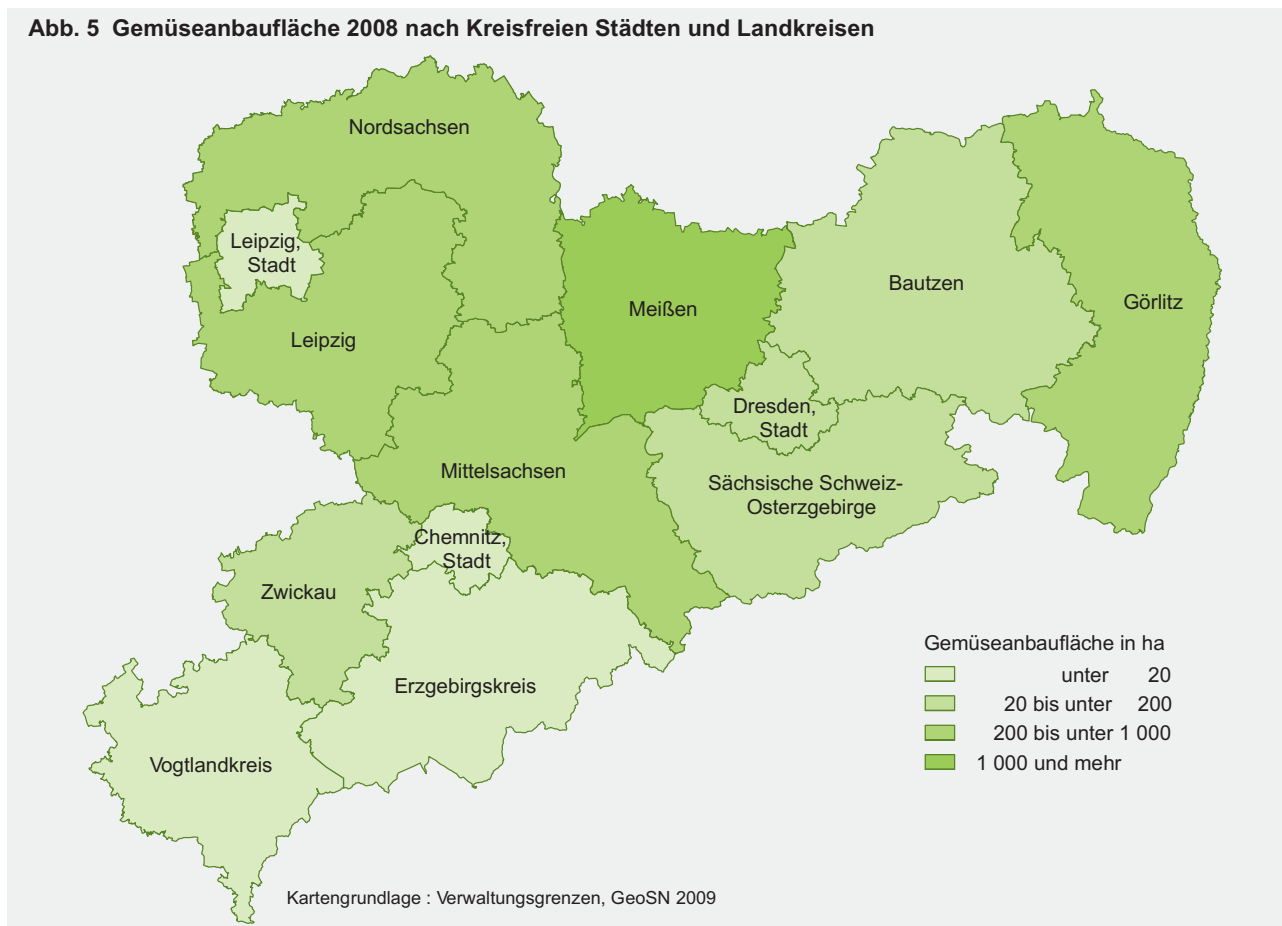 Abb. 5 Gemüseanbaufläche 2008 nach Kreisfreien Städten und Landkreisen
Nordsachsen
Leipzig,
Stadt
Leipzig
Meißen
Bautzen
Görlitz
Dresden,
Stadt
Mittelsachsen
Sächsische Schweiz-
Osterzgebirge
Chemnitz,
Stadt
Zwickau
Erzgebirgskreis
Vogtlandkreis
Gemüseanbaufläche in ha
unter 20
20 bis unter 200
200 bis unter 1 000
1 000 und mehr
Kartengrundlage : Verwaltungsgrenzen, GeoSN 2009